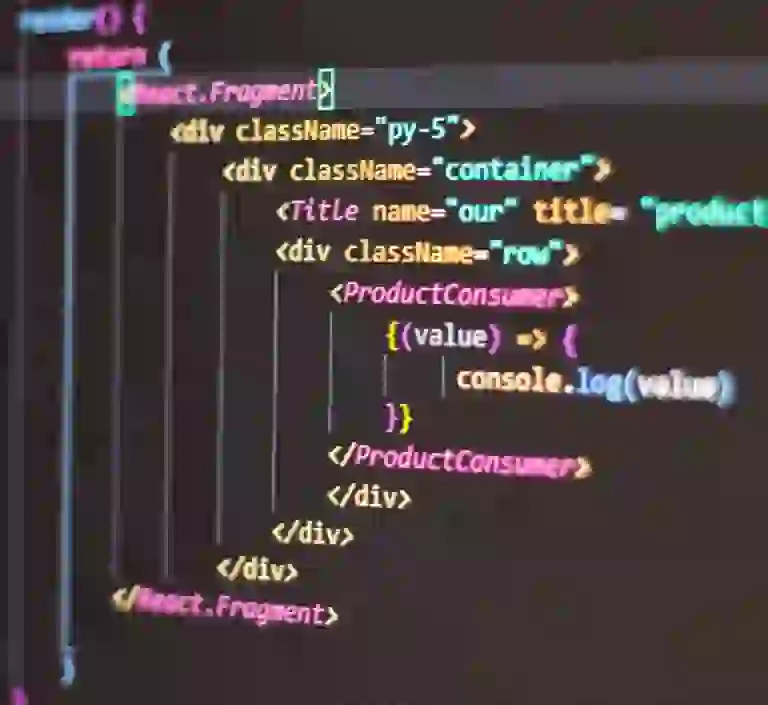 render() {
return (
<React.Fragment>
<div className="py-5">
<div className="container">
<Title name="our" title= "product
<div className="row">
<ProductConsumer>
{(value) => {
console.log(value)
}}
</ProductConsumer>
</div>
</div>
</div>
</React.Fragment>
)
}